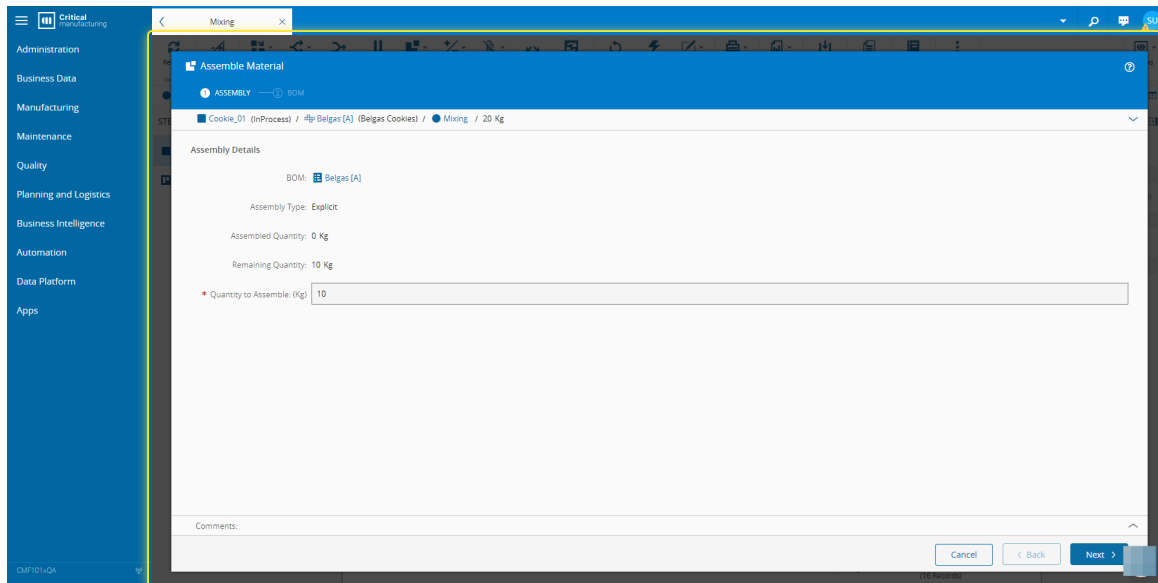 Critical
manufacturing
Mixing
SU
Administration
Business Data
Manufacturing
Maintenance
Quality
Planning and Logistics
Business Intelligence
Automation
Data Platform
Apps
CMF101xQA
Assemble Material
1 ASSEMBLY 2 BOM
Cookie_01 (InProcess) / Belgas [A] (Belgas Cookies) / Mixing / 20 Kg
Assembly Details
BOM: Belgas [A]
Assembly Type: Explicit
Assembled Quantity: 0 Kg
Remaining Quantity: 10 Kg
* Quantity to Assemble: (Kg) 10
Comments:
Cancel < Back Next >
(16 Records)